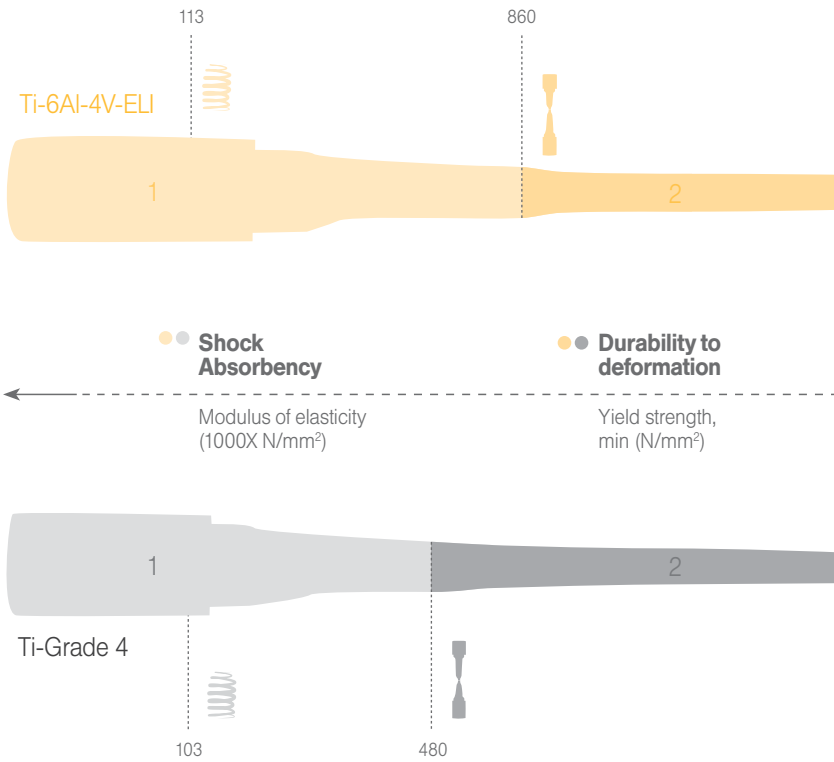 113
860
Ti-6Al-4V-ELI
1
2
Shock
Absorbency
Durability to
deformation
Modulus of elasticity
(1000X N/mm²)
Yield strength,
min (N/mm²)
1
2
Ti-Grade 4
103
480